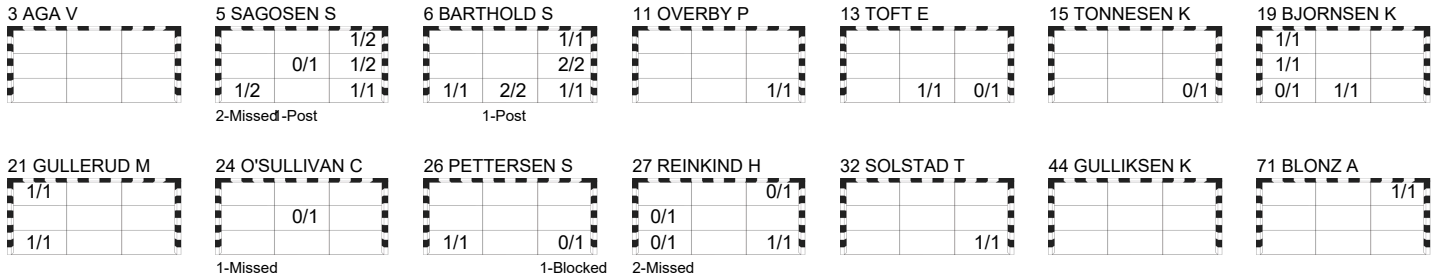 3 AGA V 5 SAGOSEN S 6 BARTHOLD S 11 OVERBY P 13 TOFT E 15 TONNESEN K 19 BJORNSEN K
1/2 1/1 1/1
0/1 1/2 2/2 1/1
1/2 1/1 1/1 2/2 1/1 1/1 1/1 0/1 0/1 0/1 1/1
2-Missed 1-Post 1-Post
21 GULLERUD M 24 O'SULLIVAN C 26 PETTERSEN S 27 REINKIND H 32 SOLSTAD T 44 GULLIKSEN K 71 BLONZ A
1/1 0/1 1/1
0/1 0/1
1/1 1/1 0/1 0/1 1/1 1/1
1-Missed 1-Blocked 2-Missed